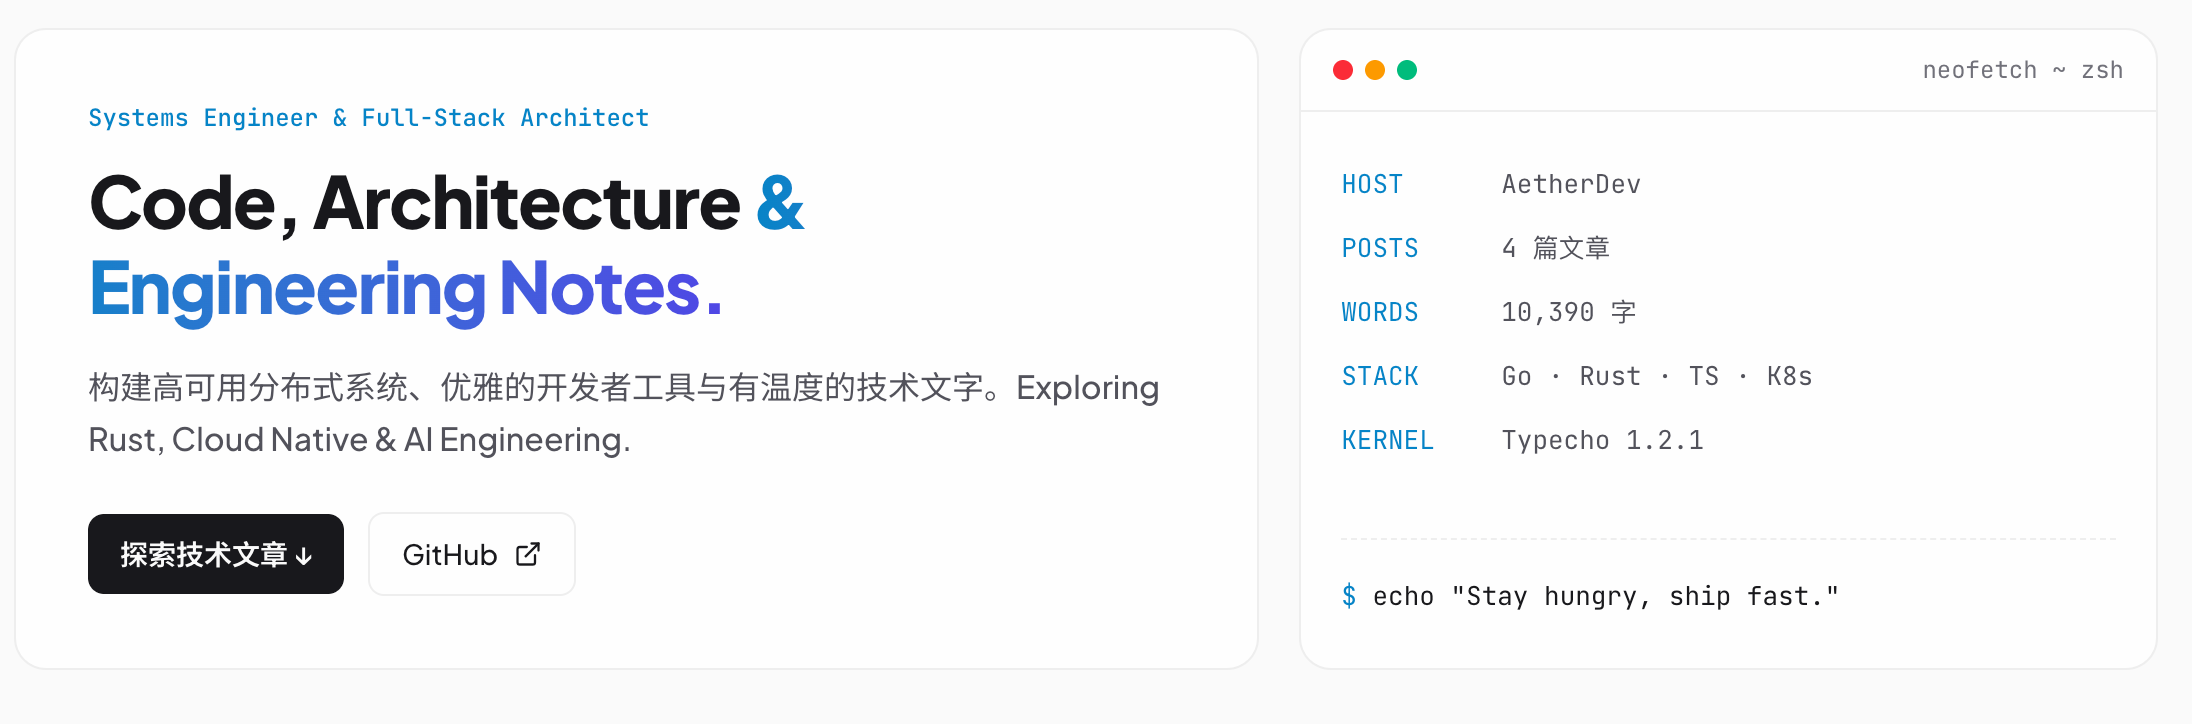 Systems Engineer & Full-Stack Architect
Code, Architecture &
Engineering Notes.
构建高可用分布式系统、优雅的开发者工具与有温度的技术文字。Exploring
Rust, Cloud Native & AI Engineering.
探索技术文章 ↓
GitHub
neofetch ~ zsh
HOST AetherDev
POSTS 4 篇文章
WORDS 10,390 字
STACK Go · Rust · TS · K8s
KERNEL Typecho 1.2.1
$ echo "Stay hungry, ship fast."